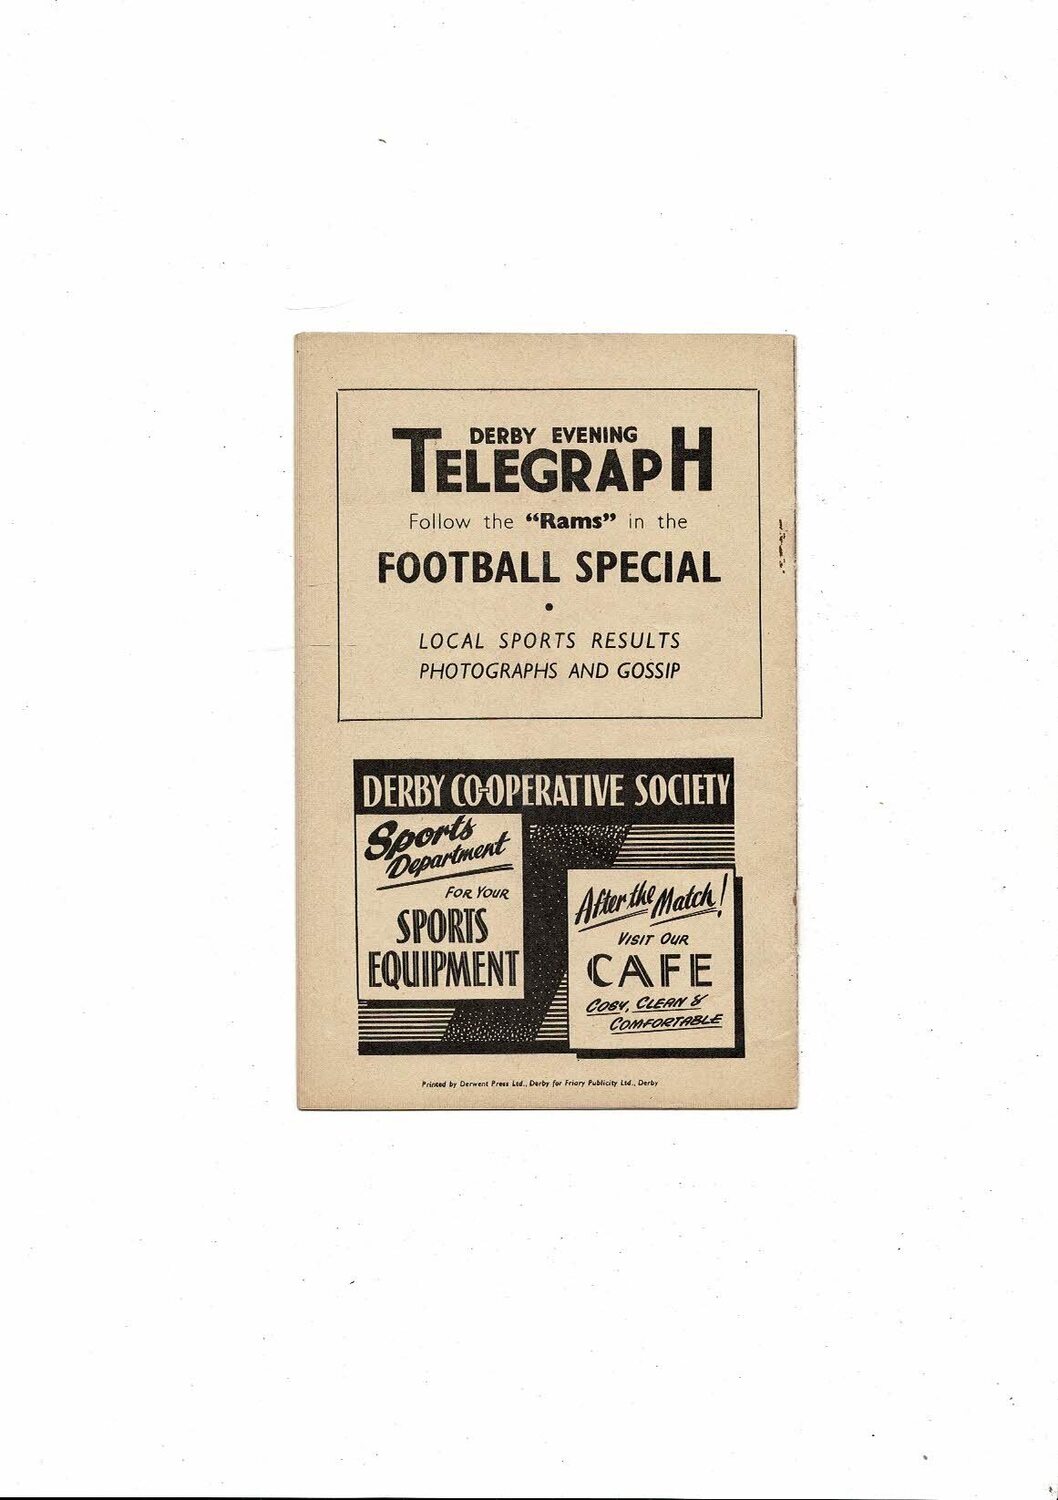 DERBY EVENING
TELEGRAPH
Follow the "Rams" in the
FOOTBALL SPECIAL
•
LOCAL SPORTS RESULTS
PHOTOGRAPHS AND GOSSIP
DERBY CO-OPERATIVE SOCIETY
Sports
Department
FOR YOUR
SPORTS
EQUIPMENT
After the Match!
VISIT OUR
CAFE
COSY, CLEAN &
COMFORTABLE
Printed by Derwent Press Ltd., Derby for Friary Publicity Ltd., Derby